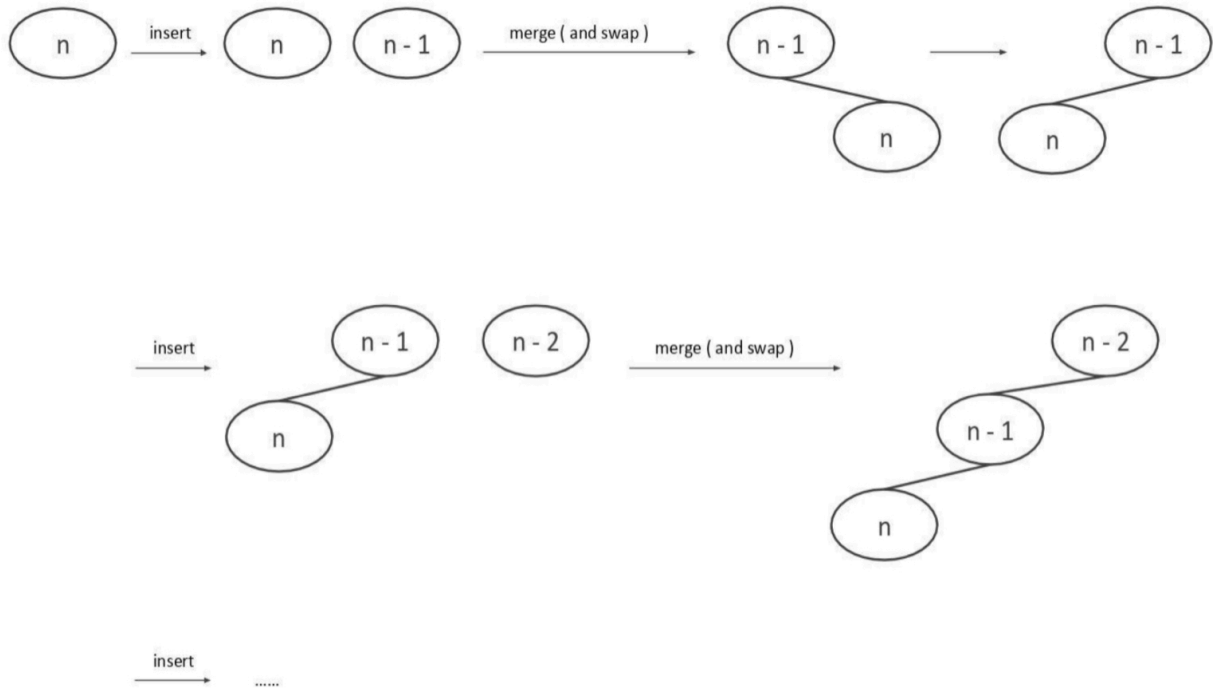 n insert n n - 1 merge ( and swap ) n - 1 n - 1
n n
insert n - 1 n - 2 merge ( and swap ) n - 2
n n - 1
n
insert ......